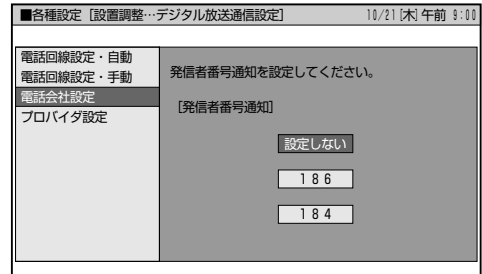 ■各種設定［設置調整…デジタル放送通信設定］ 10/21[木]午前 9:00
電話回線設定・自動
電話回線設定・手動
電話会社設定
プロバイダ設定
発信者番号通知を設定してください。
［発信者番号通知］
設定しない
186
184